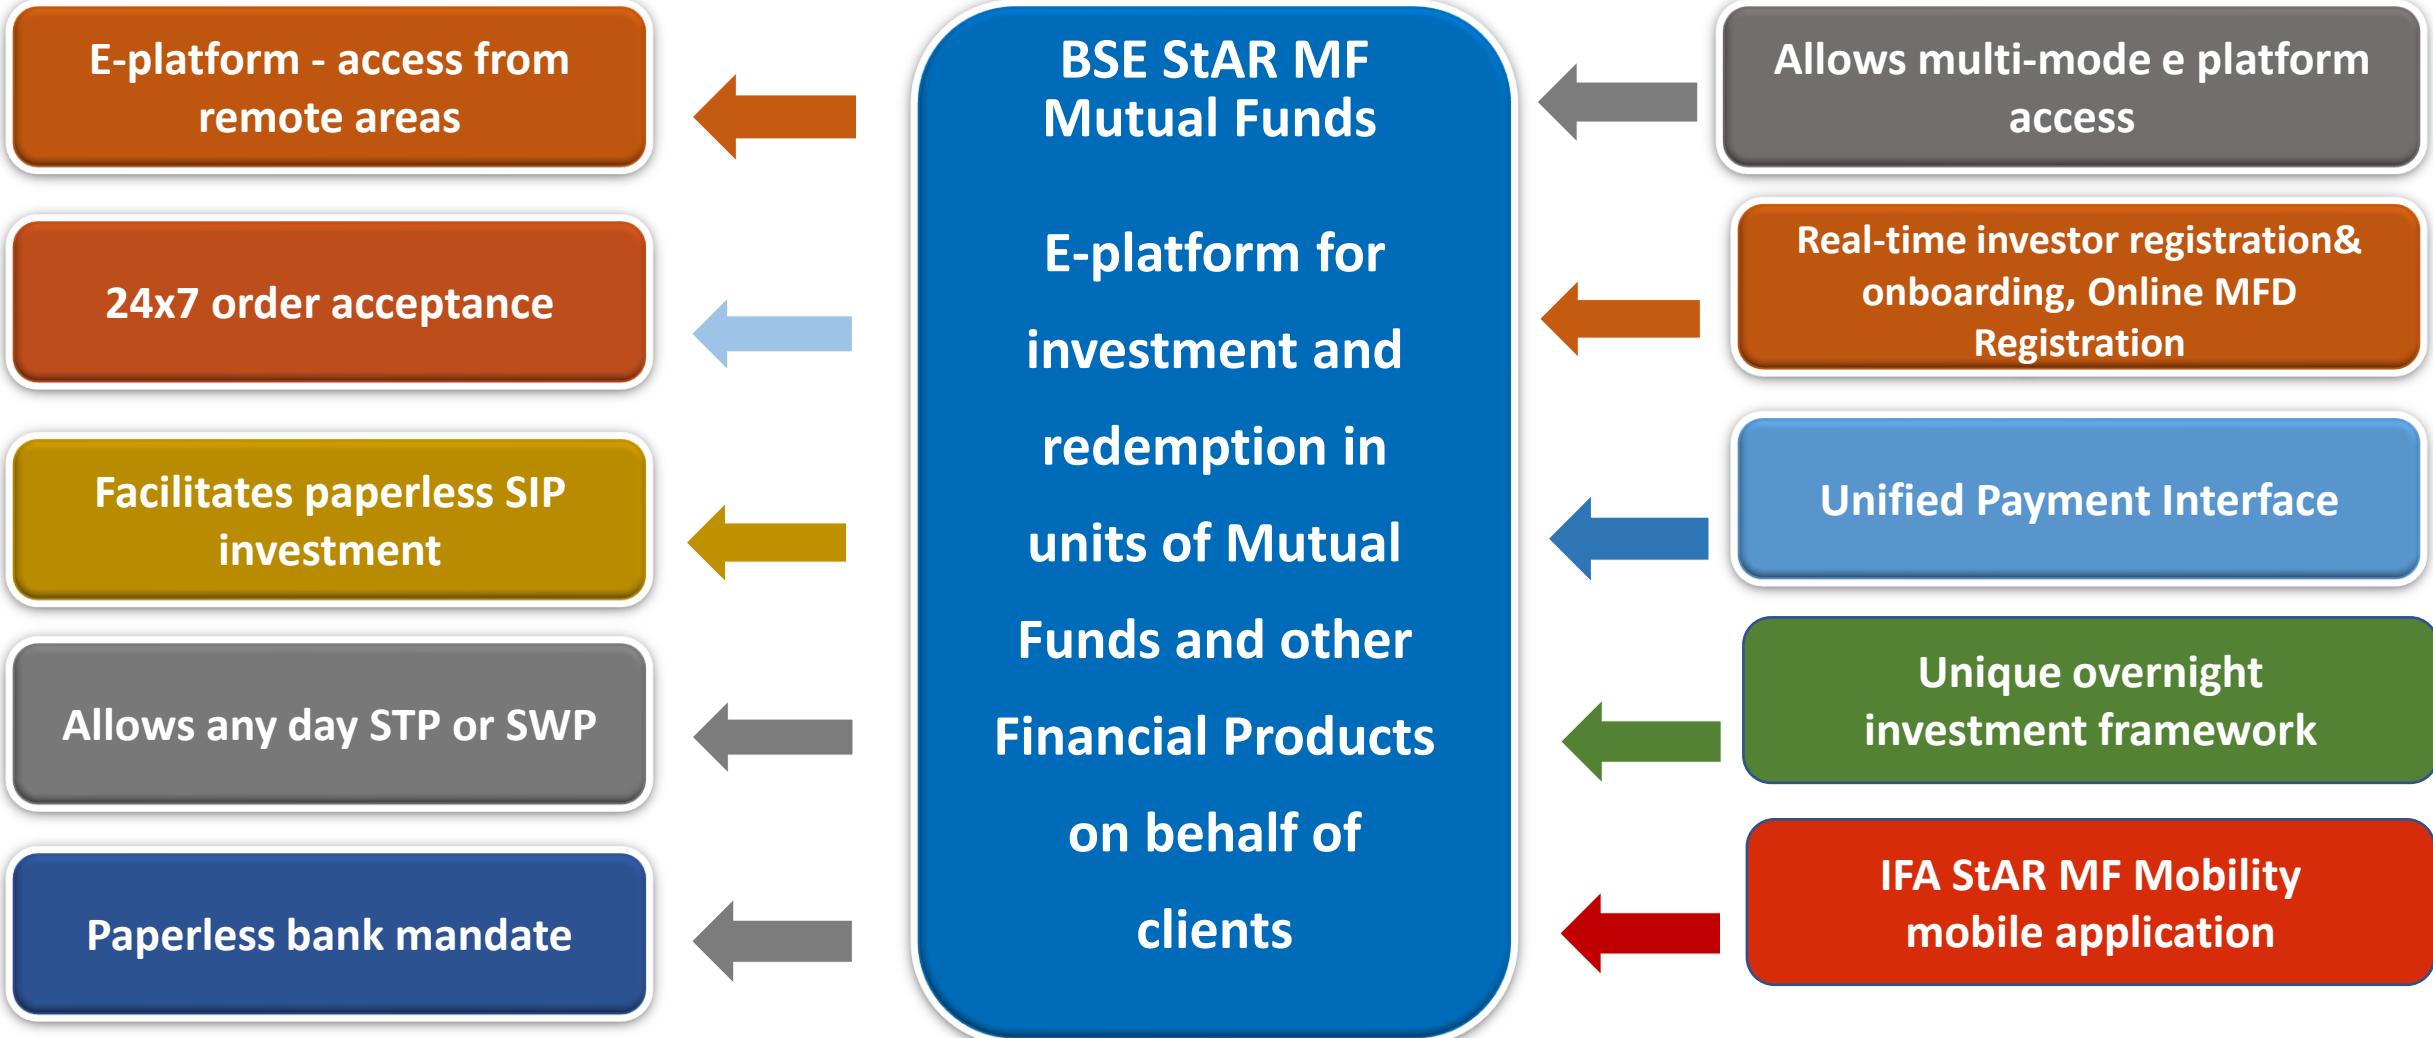 E-platform - access from
remote areas
24x7 order acceptance
Facilitates paperless SIP
investment
Allows any day STP or SWP
Paperless bank mandate
BSE StAR MF
Mutual Funds
E-platform for
investment and
redemption in
units of Mutual
Funds and other
Financial Products
on behalf of
clients
Allows multi-mode e platform
access
Real-time investor registration&
onboarding, Online MFD
Registration
Unified Payment Interface
Unique overnight
investment framework
IFA StAR MF Mobility
mobile application